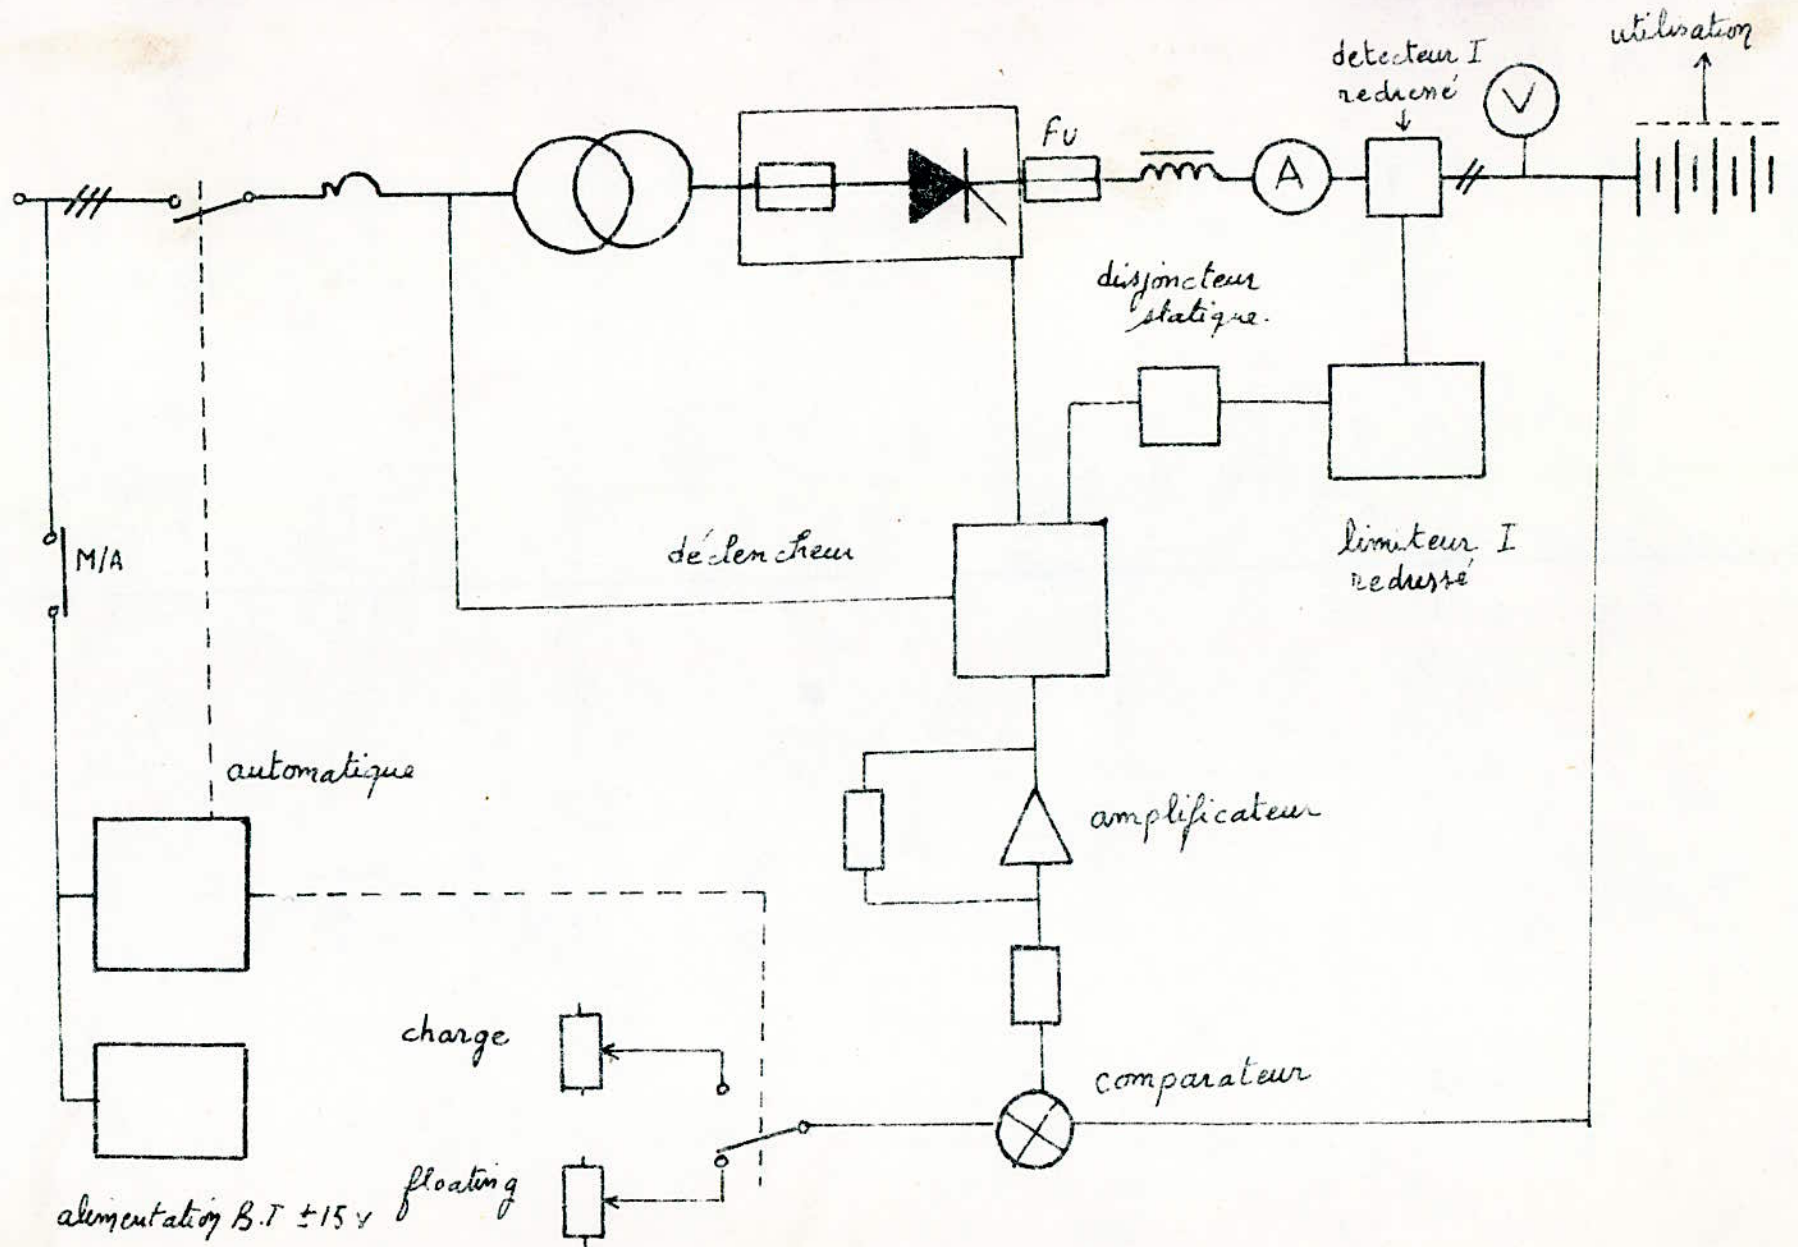 utilisation
detecteur I
redressé
V
Fu
A
disjoncteur
statique.
déclencheur
limiteur I
redressé
M/A
automatique
amplificateur
charge
comparateur
floating
alimentation B.T ±15 v